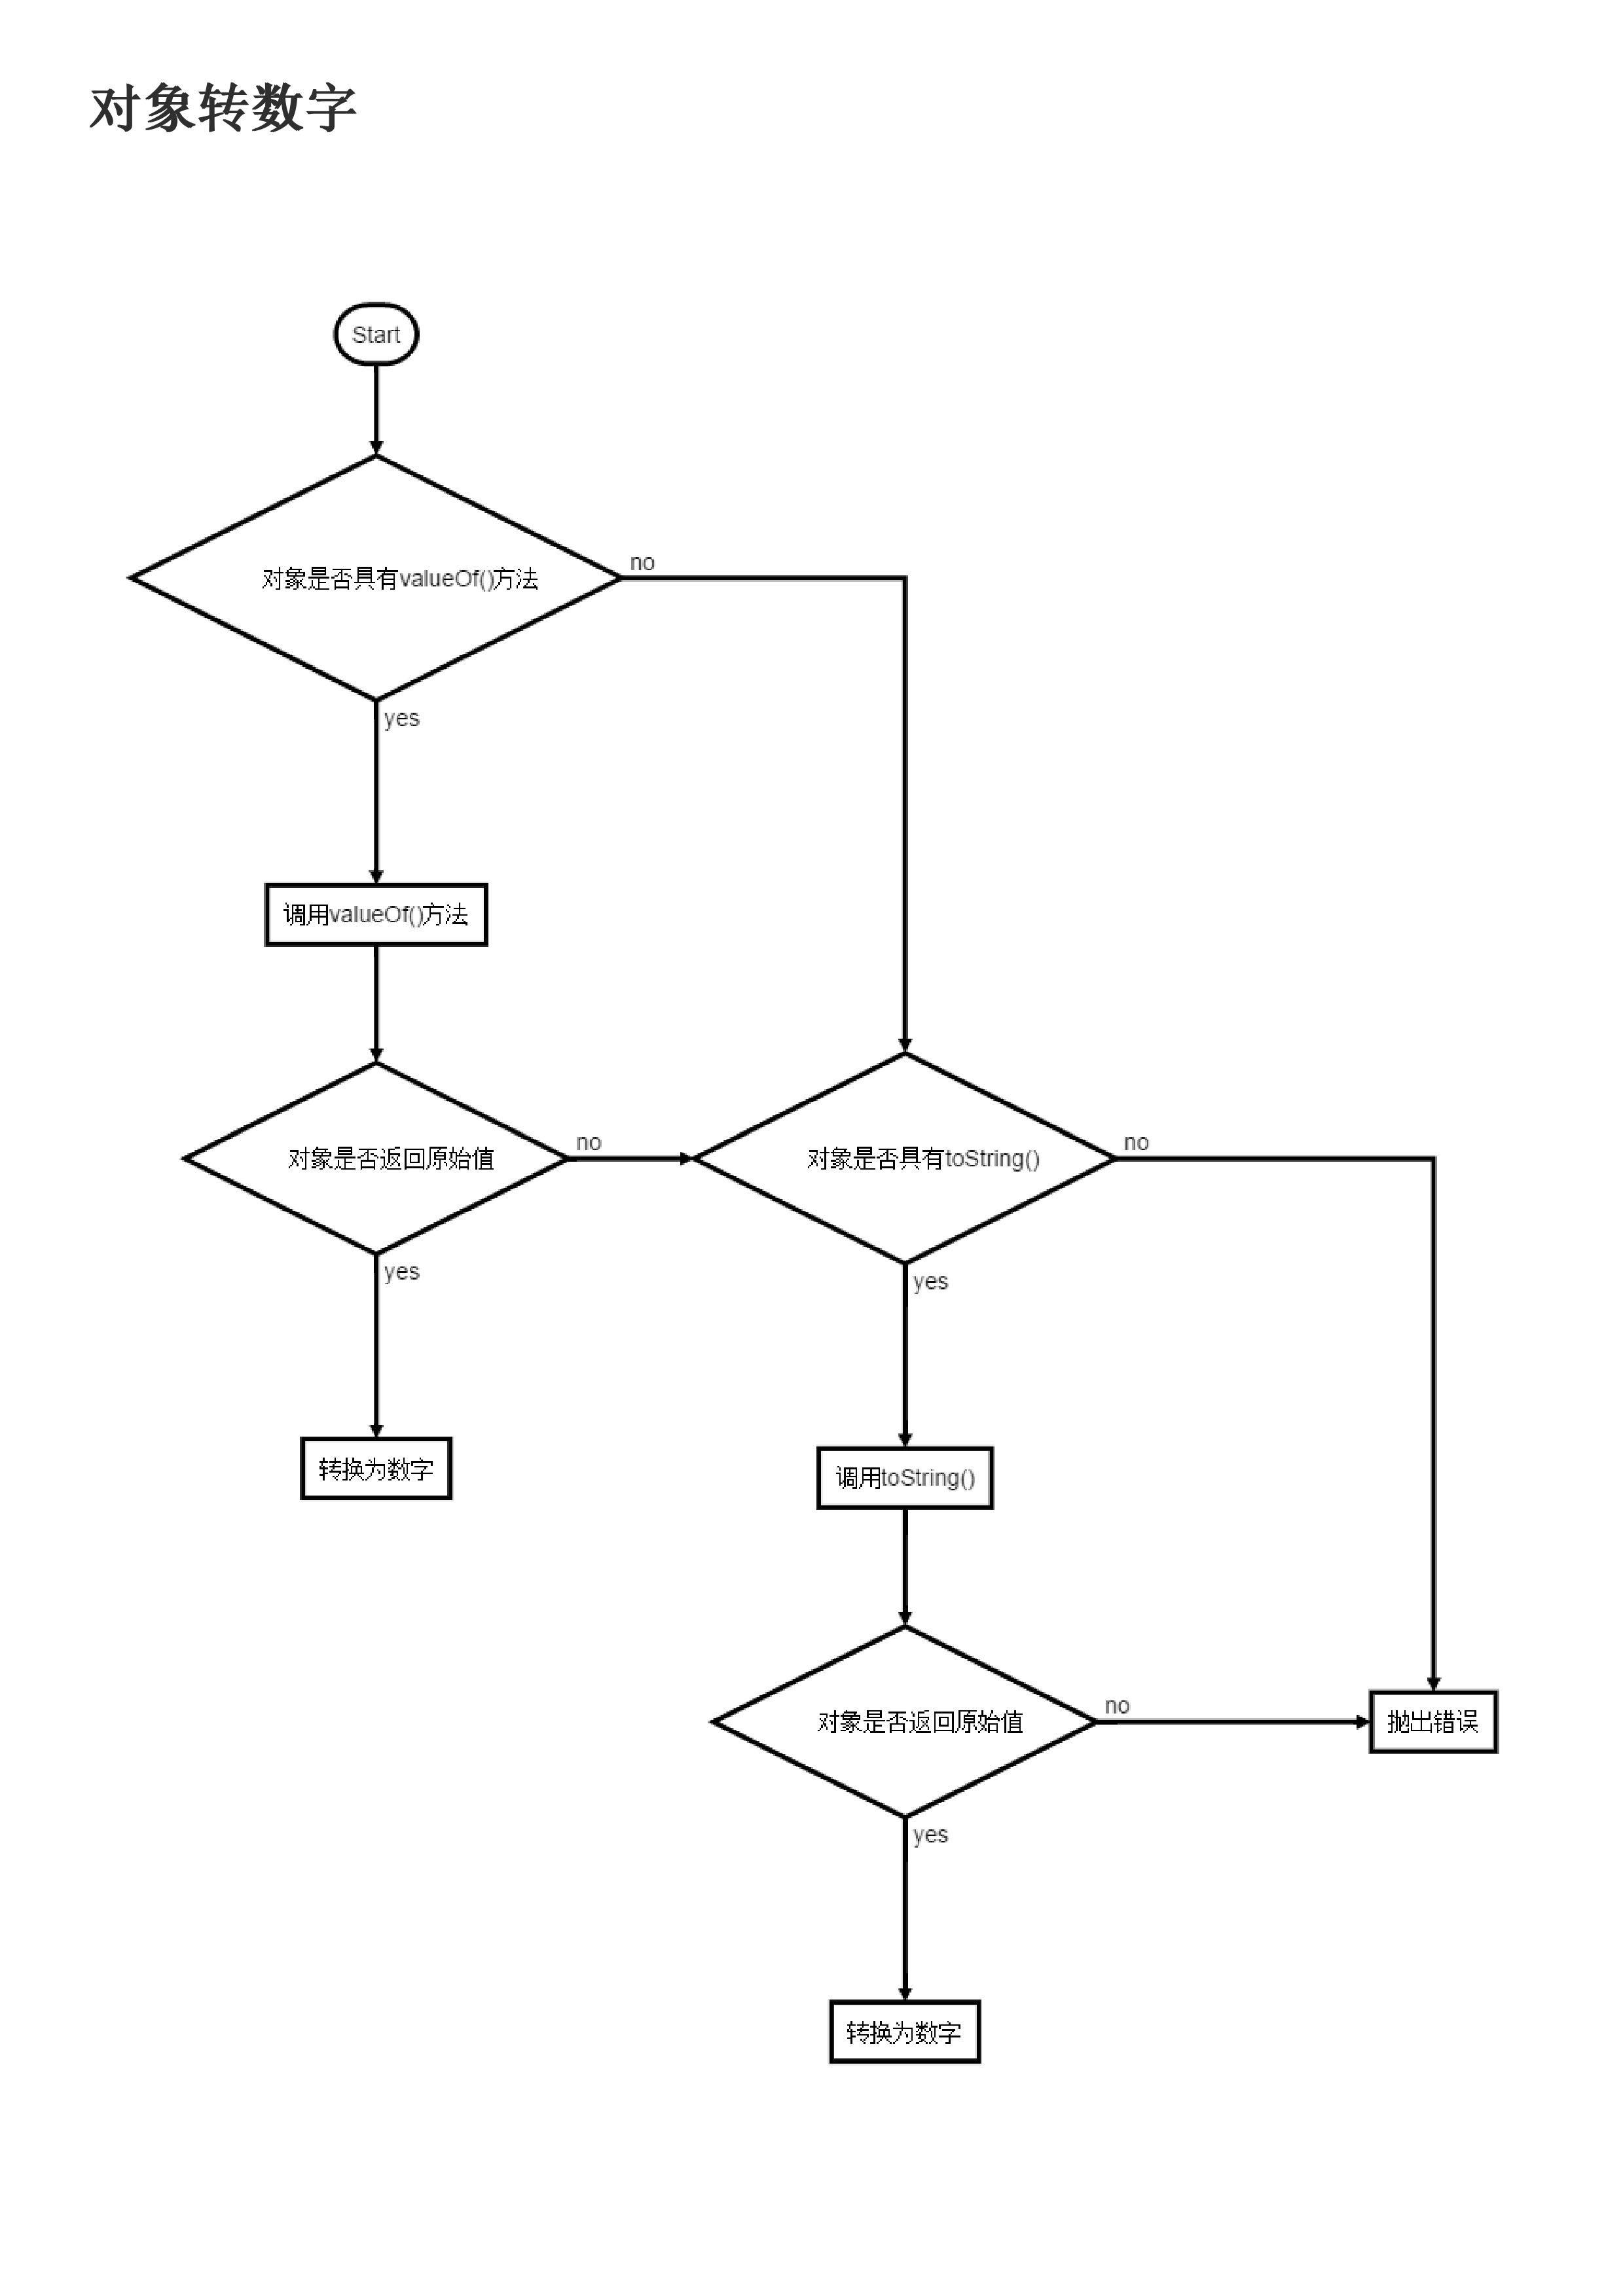 对象转数字
Start
对象是否具有valueOf()方法
no
yes
调用valueOf()方法
对象是否返回原始值
no
对象是否具有toString()
no
yes
yes
转换为数字
调用toString()
对象是否返回原始值
no
抛出错误
yes
转换为数字